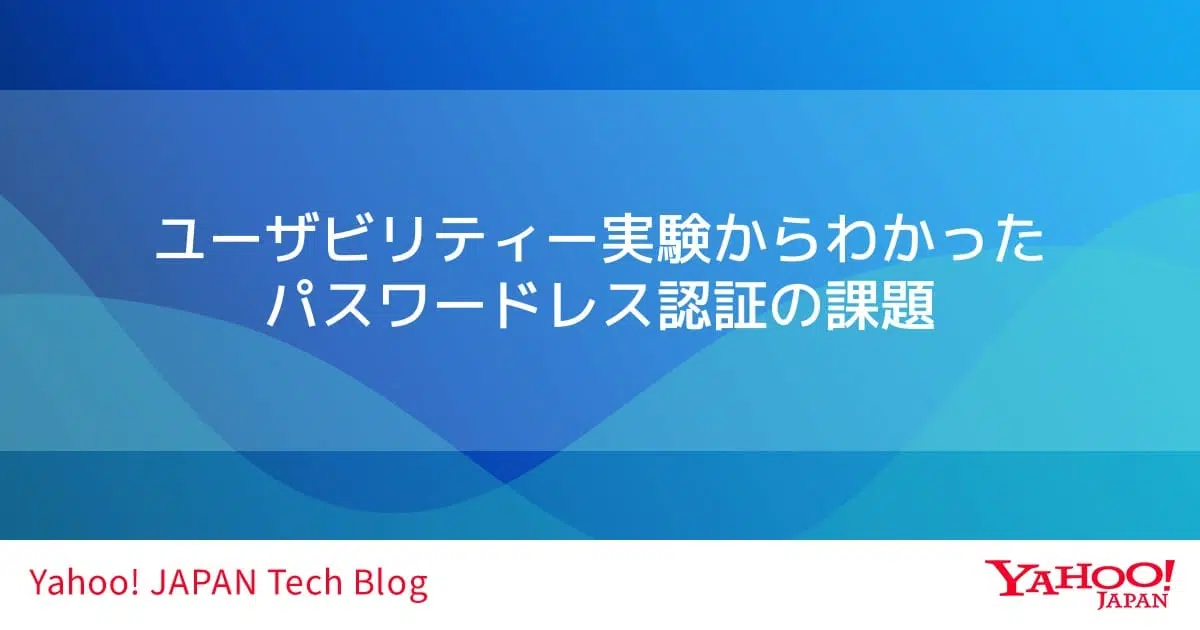 ユーザビリティー実験からわかった
パスワードレス認証の課題
Yahoo! JAPAN Tech Blog
YAHOO!
JAPAN